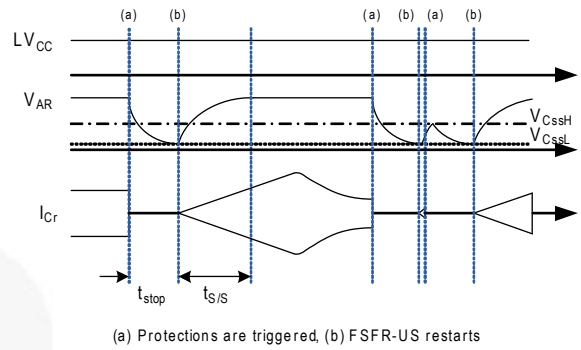 (a) (b) (a) (b) (a) (b)
LVCC
VAR
VCssH
VCssL
ICr
tstop tS/S
(a) Protections are triggered, (b) FSFR-US restarts